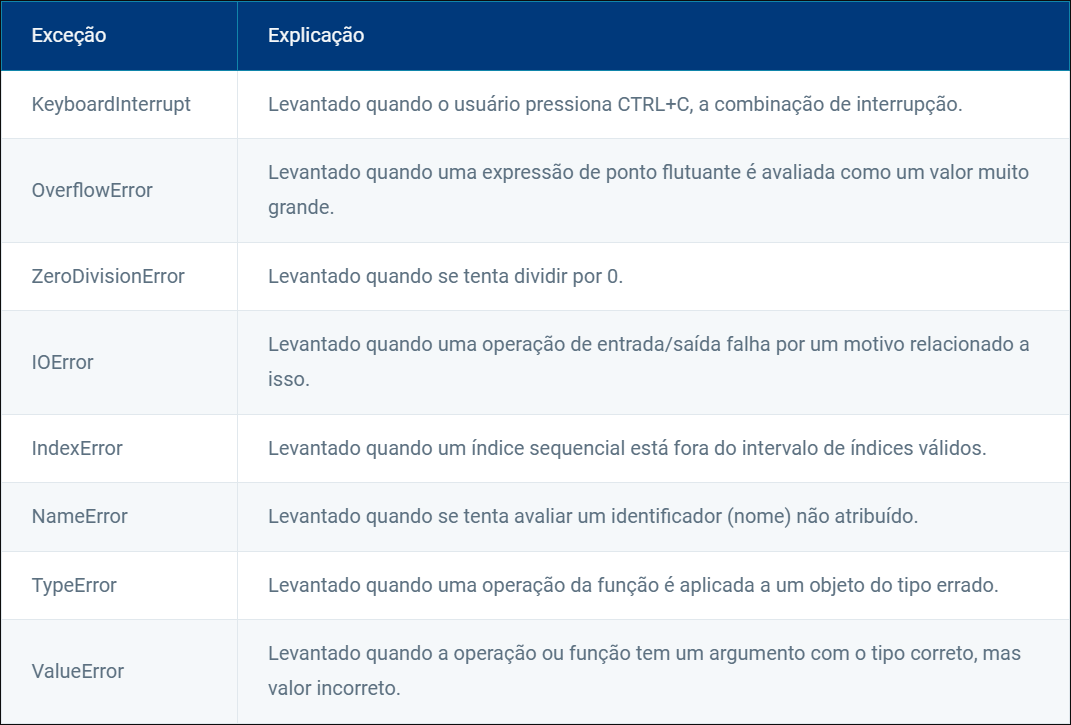 Exceção Explicação
KeyboardInterrupt Levantado quando o usuário pressiona CTRL+C, a combinação de interrupção.
OverflowError Levantado quando uma expressão de ponto flutuante é avaliada como um valor muito
grande.
ZeroDivisionError Levantado quando se tenta dividir por 0.
IOError Levantado quando uma operação de entrada/saída falha por um motivo relacionado a
isso.
IndexError Levantado quando um índice sequencial está fora do intervalo de índices válidos.
NameError Levantado quando se tenta avaliar um identificador (nome) não atribuído.
TypeError Levantado quando uma operação da função é aplicada a um objeto do tipo errado.
ValueError Levantado quando a operação ou função tem um argumento com o tipo correto, mas
valor incorreto.